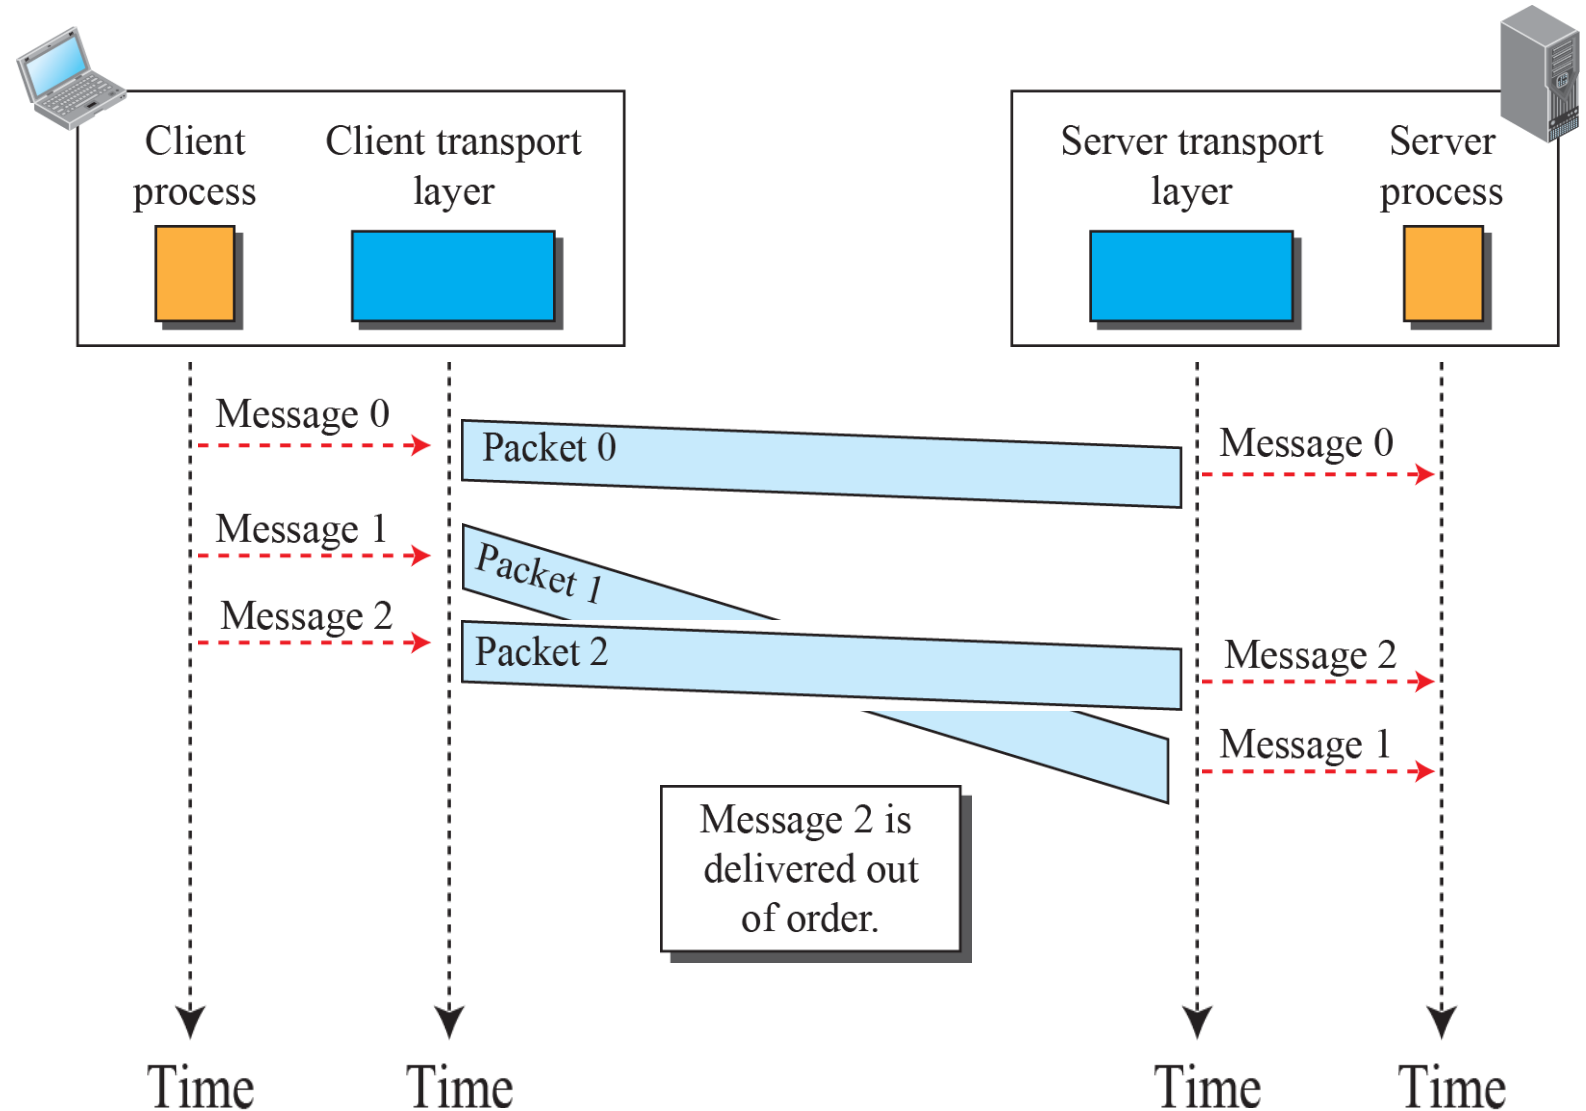 Client
process
Client transport
layer
Server transport
layer
Server
process
Message 0
Packet 0
Message 0
Message 1
Packet 1
Message 2
Packet 2
Message 2
Message 1
Message 2 is
delivered out
of order.
Time
Time
Time
Time